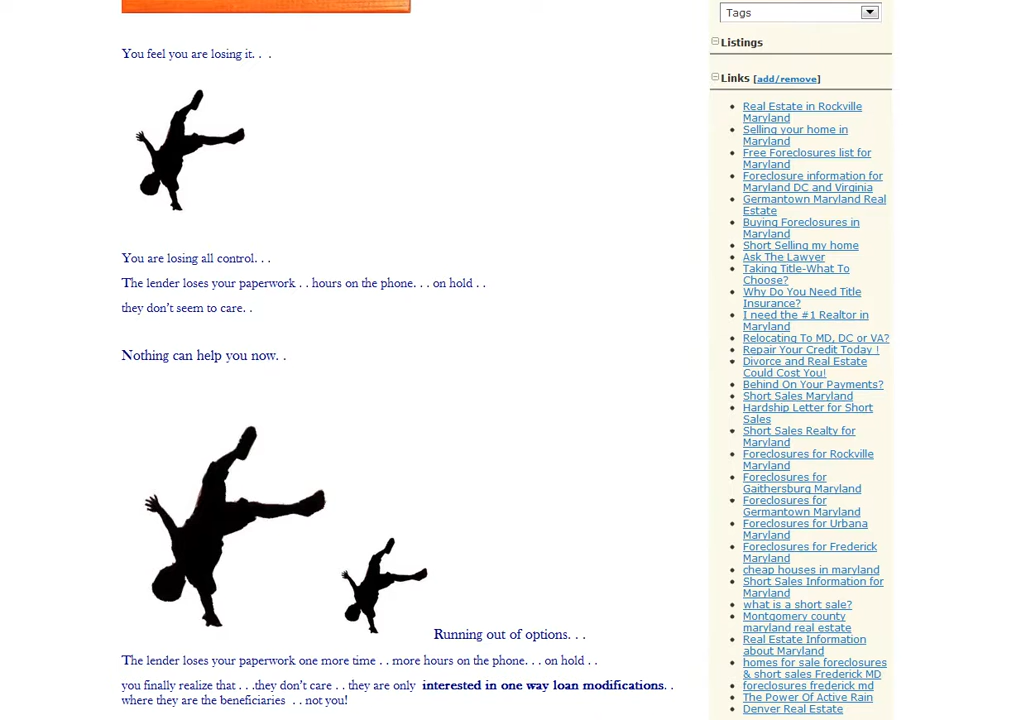 You feel you are losing it. .  .
You are losing all control. . .
The lender loses your paperwork . . hours on the phone. . . on hold . .
they don't seem to care. .
Nothing can help you now. .
Running out of options. . .
The lender loses your paperwork one more time . . more hours on the phone. . . on hold . .
you finally realize that . . .they don't care . . they are only  interested in one way loan modifications. .
where they are the beneficiaries  . . not you!
Tags
Listings
Links [add/remove]
Real Estate in Rockville
Maryland
Selling your home in
Maryland
Free Foreclosures list for
Maryland
Foreclosure information for
Maryland DC and Virginia
Germantown Maryland Real
Estate
Buying Foreclosures in
Maryland
Short Selling my home
Ask The Lawyer
Taking Title-What To
Choose?
Why Do You Need Title
Insurance?
I need the #1 Realtor in
Maryland
Relocating To MD, DC or VA?
Repair Your Credit Today !
Divorce and Real Estate
Could Cost You!
Behind On Your Payments?
Short Sales Maryland
Hardship Letter for Short
Sales
Short Sales Realty for
Maryland
Foreclosures for Rockville
Maryland
Foreclosures for
Gaithersburg Maryland
Foreclosures for
Germantown Maryland
Foreclosures for Urbana
Maryland
Foreclosures for Frederick
Maryland
cheap houses in maryland
Short Sales Information for
Maryland
what is a short sale?
Montgomery county
maryland real estate
Real Estate Information
about Maryland
homes for sale foreclosures
& short sales Frederick MD
foreclosures frederick md
The Power Of Active Rain
Denver Real Estate